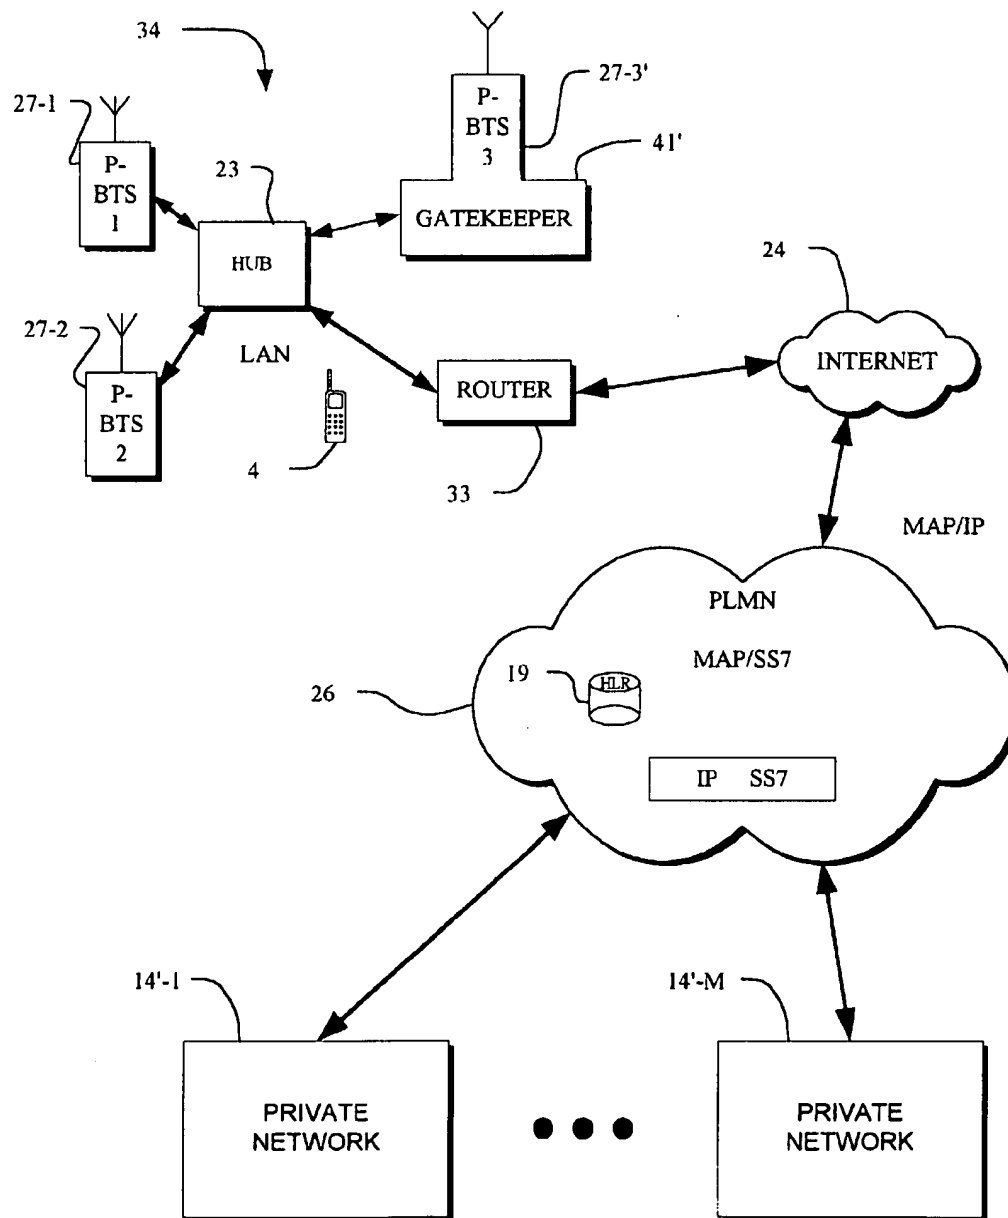 34
27-1
P-
BTS
1
23
HUB
P-
BTS
3
27-3'
41'
GATEKEEPER
24
INTERNET
27-2
P-
BTS
2
LAN
ROUTER
4
33
MAP/IP
PLMN
MAP/SS7
19
HLR
26
IP SS7
14'-1
14'-M
PRIVATE
NETWORK
PRIVATE
NETWORK